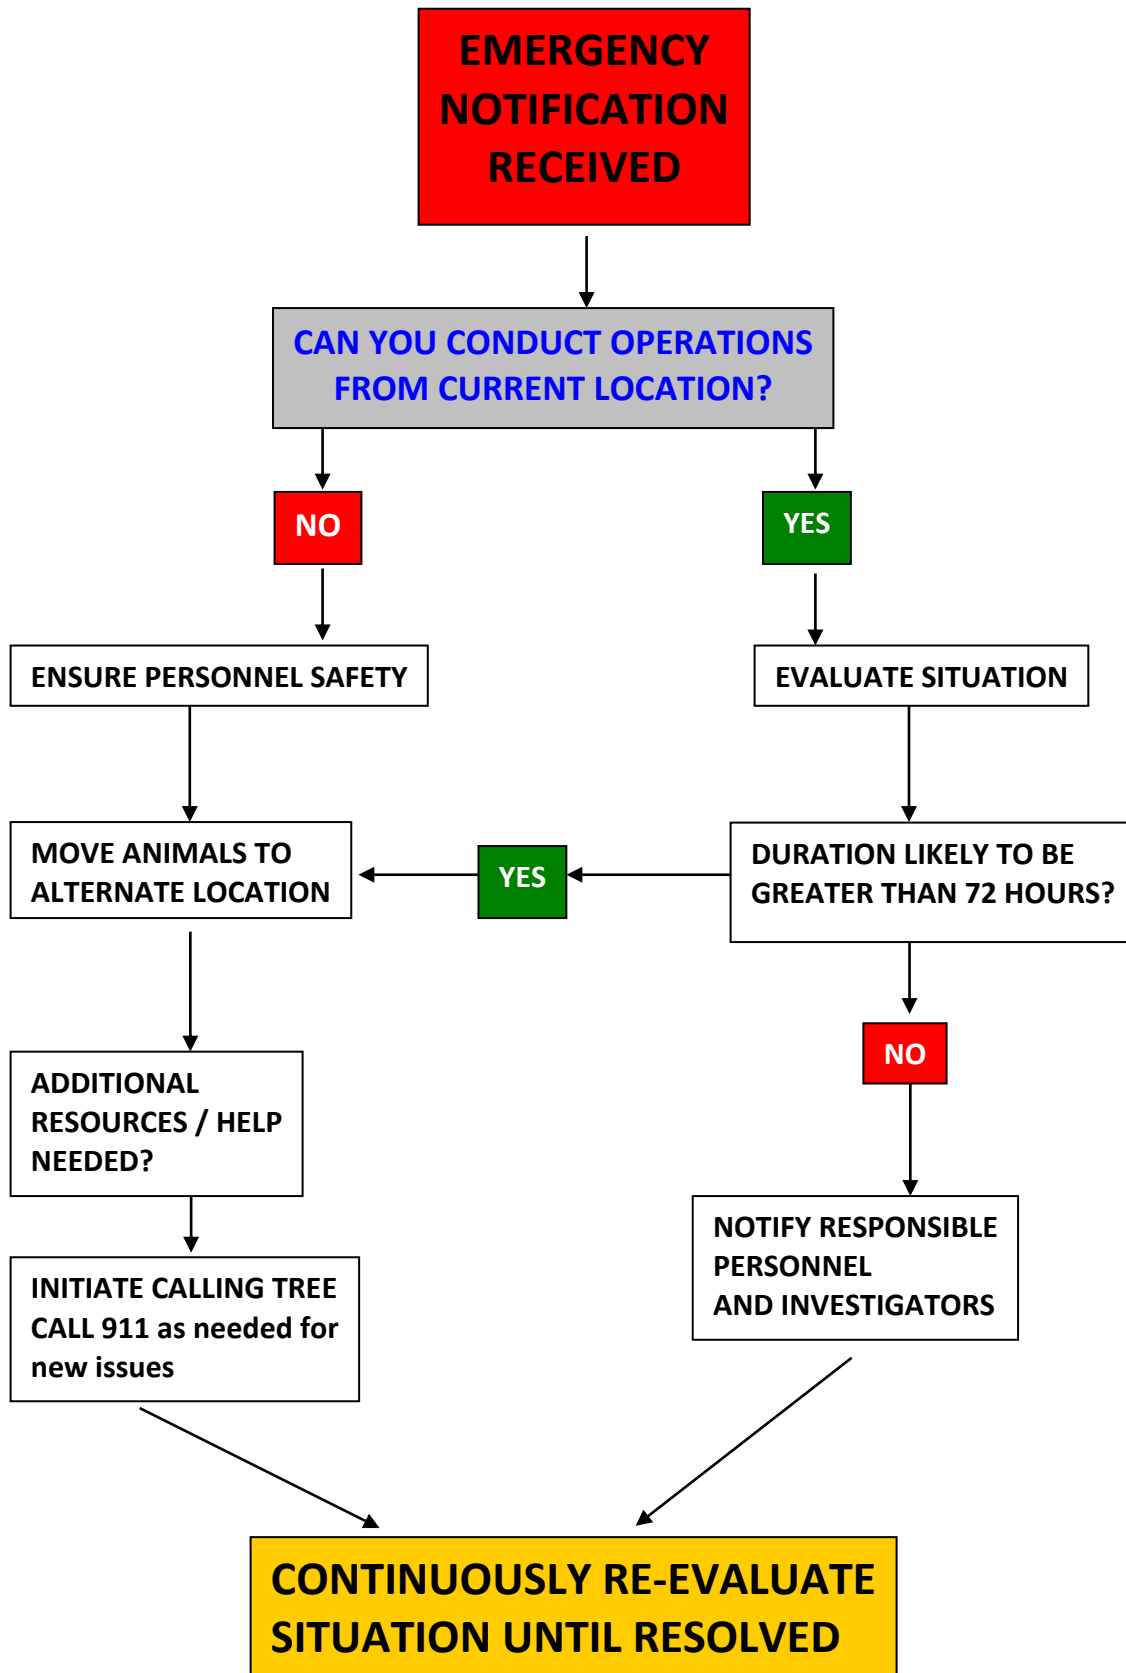 EMERGENCY
NOTIFICATION
RECEIVED
CAN YOU CONDUCT OPERATIONS
FROM CURRENT LOCATION?
NO
YES
ENSURE PERSONNEL SAFETY
EVALUATE SITUATION
MOVE ANIMALS TO
ALTERNATE LOCATION
YES
DURATION LIKELY TO BE
GREATER THAN 72 HOURS?
NO
ADDITIONAL
RESOURCES / HELP
NEEDED?
NOTIFY RESPONSIBLE
PERSONNEL
AND INVESTIGATORS
INITIATE CALLING TREE
CALL 911 as needed for
new issues
CONTINUOUSLY RE-EVALUATE
SITUATION UNTIL RESOLVED